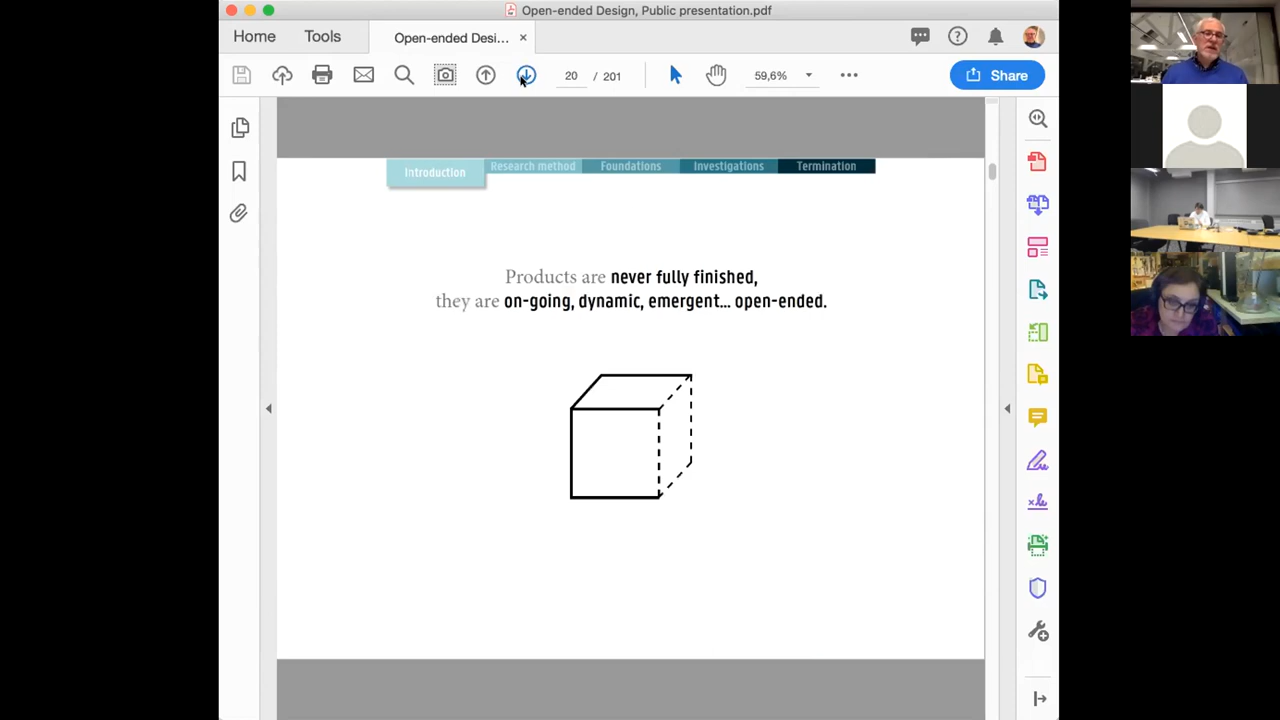 Open-ended Design, Public presentation.pdf
Home
Tools
Open-ended Desi...
20 / 201
59,6%
Share
Introduction
Research method
Foundations
Investigations
Termination
Products are never fully finished,
they are on-going, dynamic, emergent... open-ended.